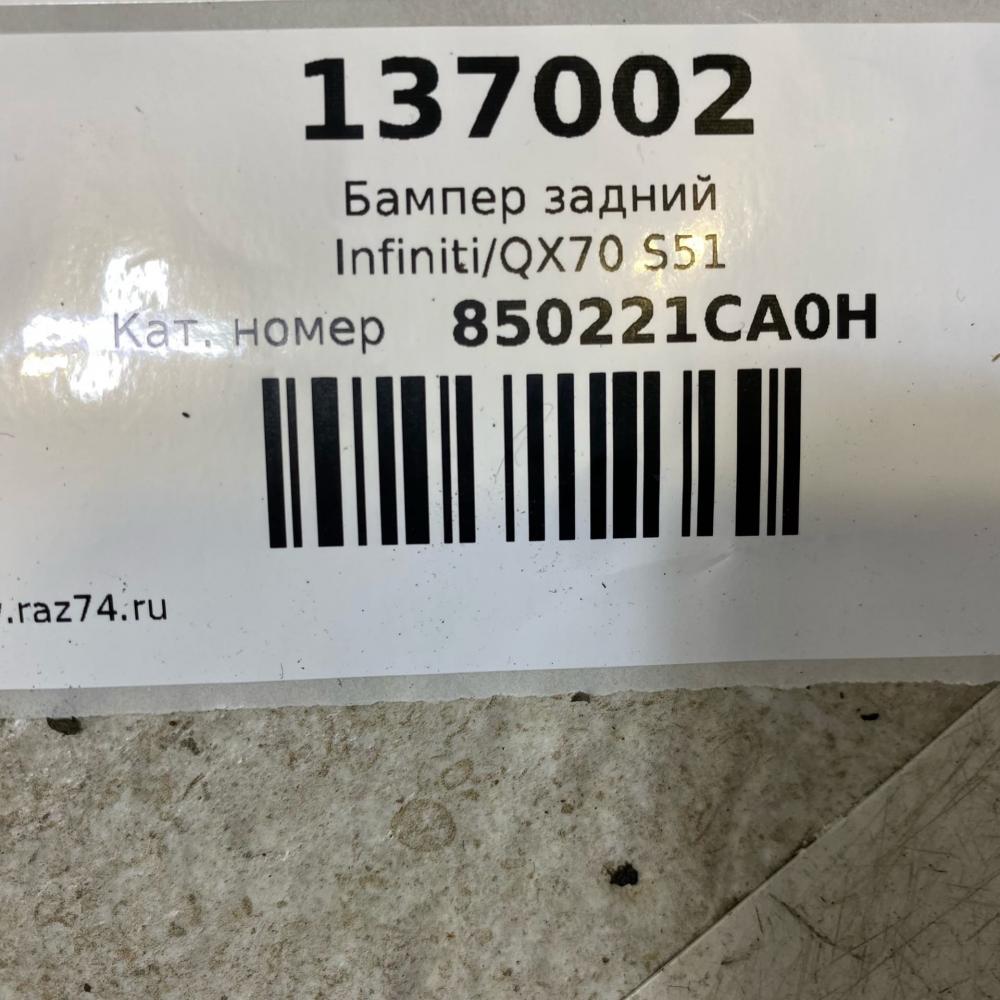 137002
Бампер задний
Infiniti/QX70 S51
Кат. номер 850221CA0H
.raz74.ru